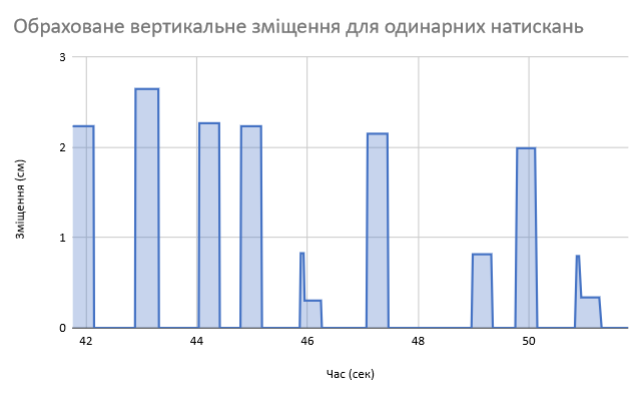 Обраховане вертикальне зміщення для одинарних натискань
3
2
1
0
Зміщення (см)
42 44 46 48 50
Час (сек)